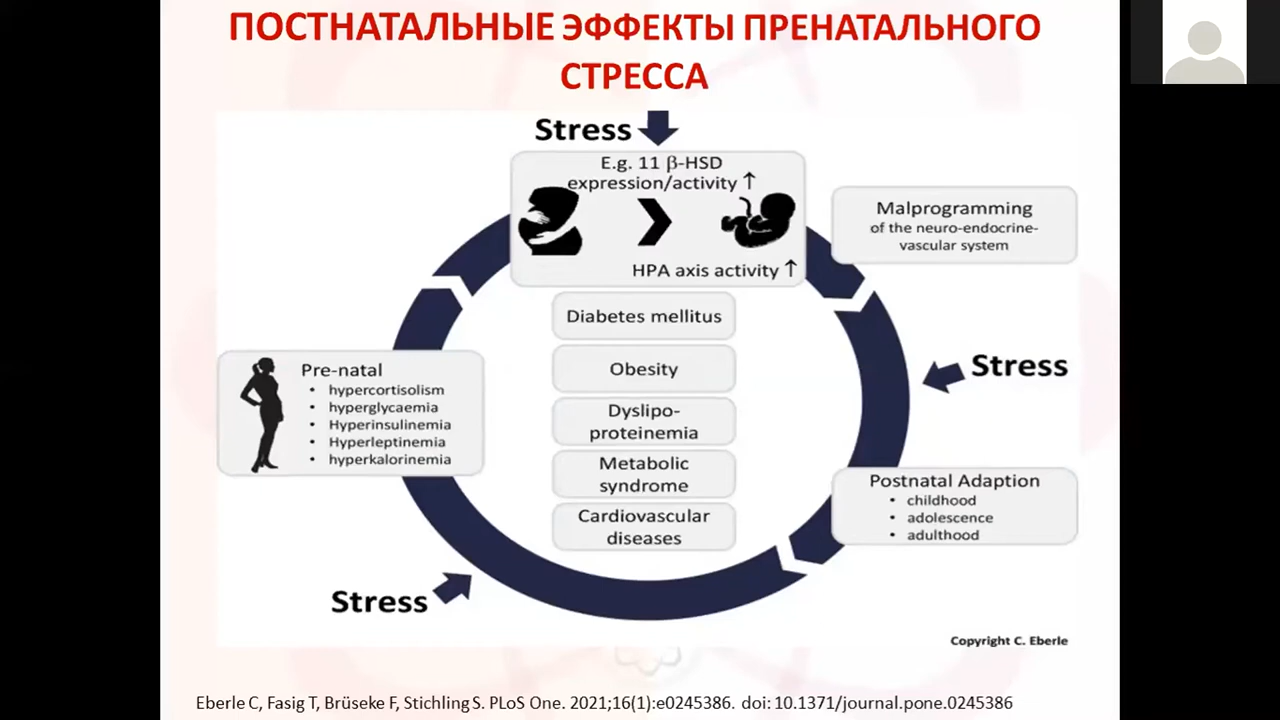 ПОСТНАТАЛЬНЫЕ ЭФФЕКТЫ ПРЕНАТАЛЬНОГО
СТРЕССА
Stress
E.g. 11 β-HSD
expression/activity ↑
HPA axis activity ↑
Malprogramming
of the neuro-endocrine-
vascular system
Diabetes mellitus
Obesity
Dyslipo-
proteinemia
Metabolic
syndrome
Cardiovascular
diseases
Stress
Pre-natal
• hypercortisolism
• hyperglycaemia
• Hyperinsulinemia
• Hyperleptinemia
• hyperkalorinemia
Postnatal Adaption
• childhood
• adolescence
• adulthood
Stress
Copyright C. Eberle
Eberle C, Fasig T, Brüseke F, Stichling S. PLoS One. 2021;16(1):e0245386. doi: 10.1371/journal.pone.0245386